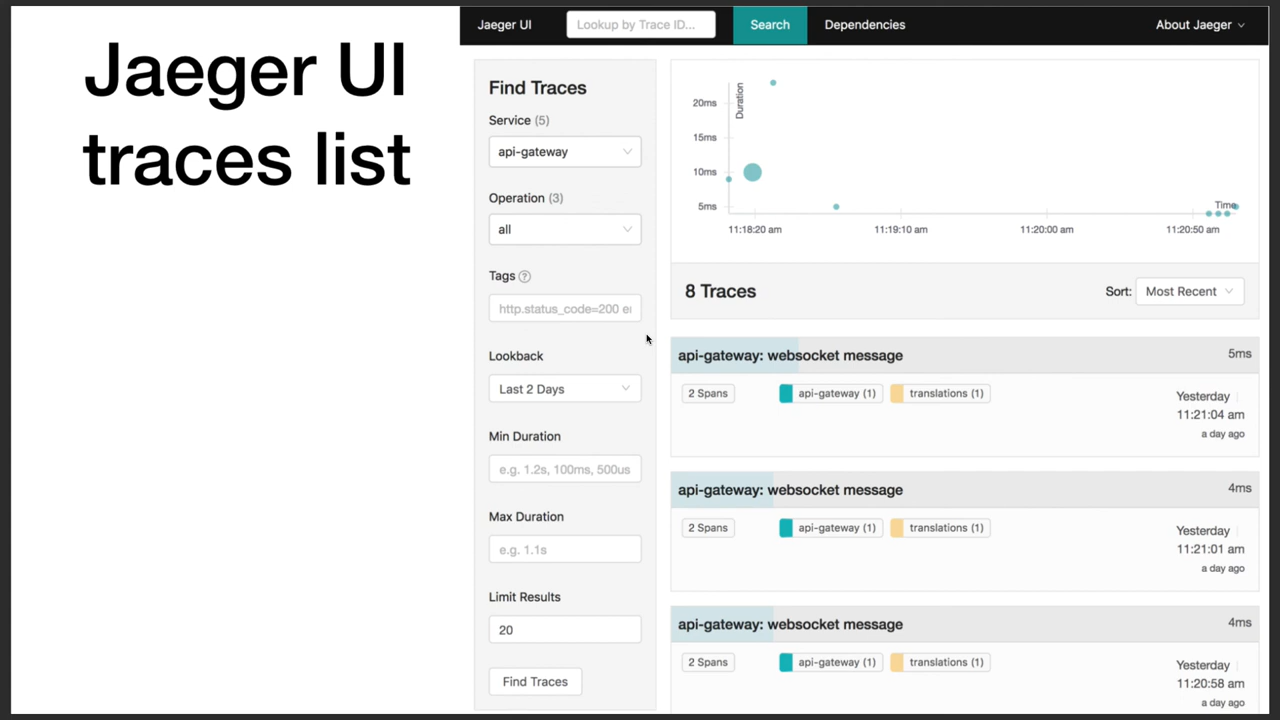 Jaeger UI
traces list
Jaeger UI
Lookup by Trace ID...
Search
Dependencies
About Jaeger
Find Traces
Service (5)
api-gateway
Operation (3)
all
Tags ?
http.status_code=200 e
Lookback
Last 2 Days
Min Duration
e.g. 1.2s, 100ms, 500us
Max Duration
e.g. 1.1s
Limit Results
20
Find Traces
Duration
20ms
15ms
10ms
5ms
Time
11:18:20 am
11:19:10 am
11:20:00 am
11:20:50 am
8 Traces
Sort:
Most Recent
api-gateway: websocket message
5ms
2 Spans
api-gateway (1)
translations (1)
Yesterday
11:21:04 am
a day ago
api-gateway: websocket message
4ms
2 Spans
api-gateway (1)
translations (1)
Yesterday
11:21:01 am
a day ago
api-gateway: websocket message
4ms
2 Spans
api-gateway (1)
translations (1)
Yesterday
11:20:58 am
a day ago